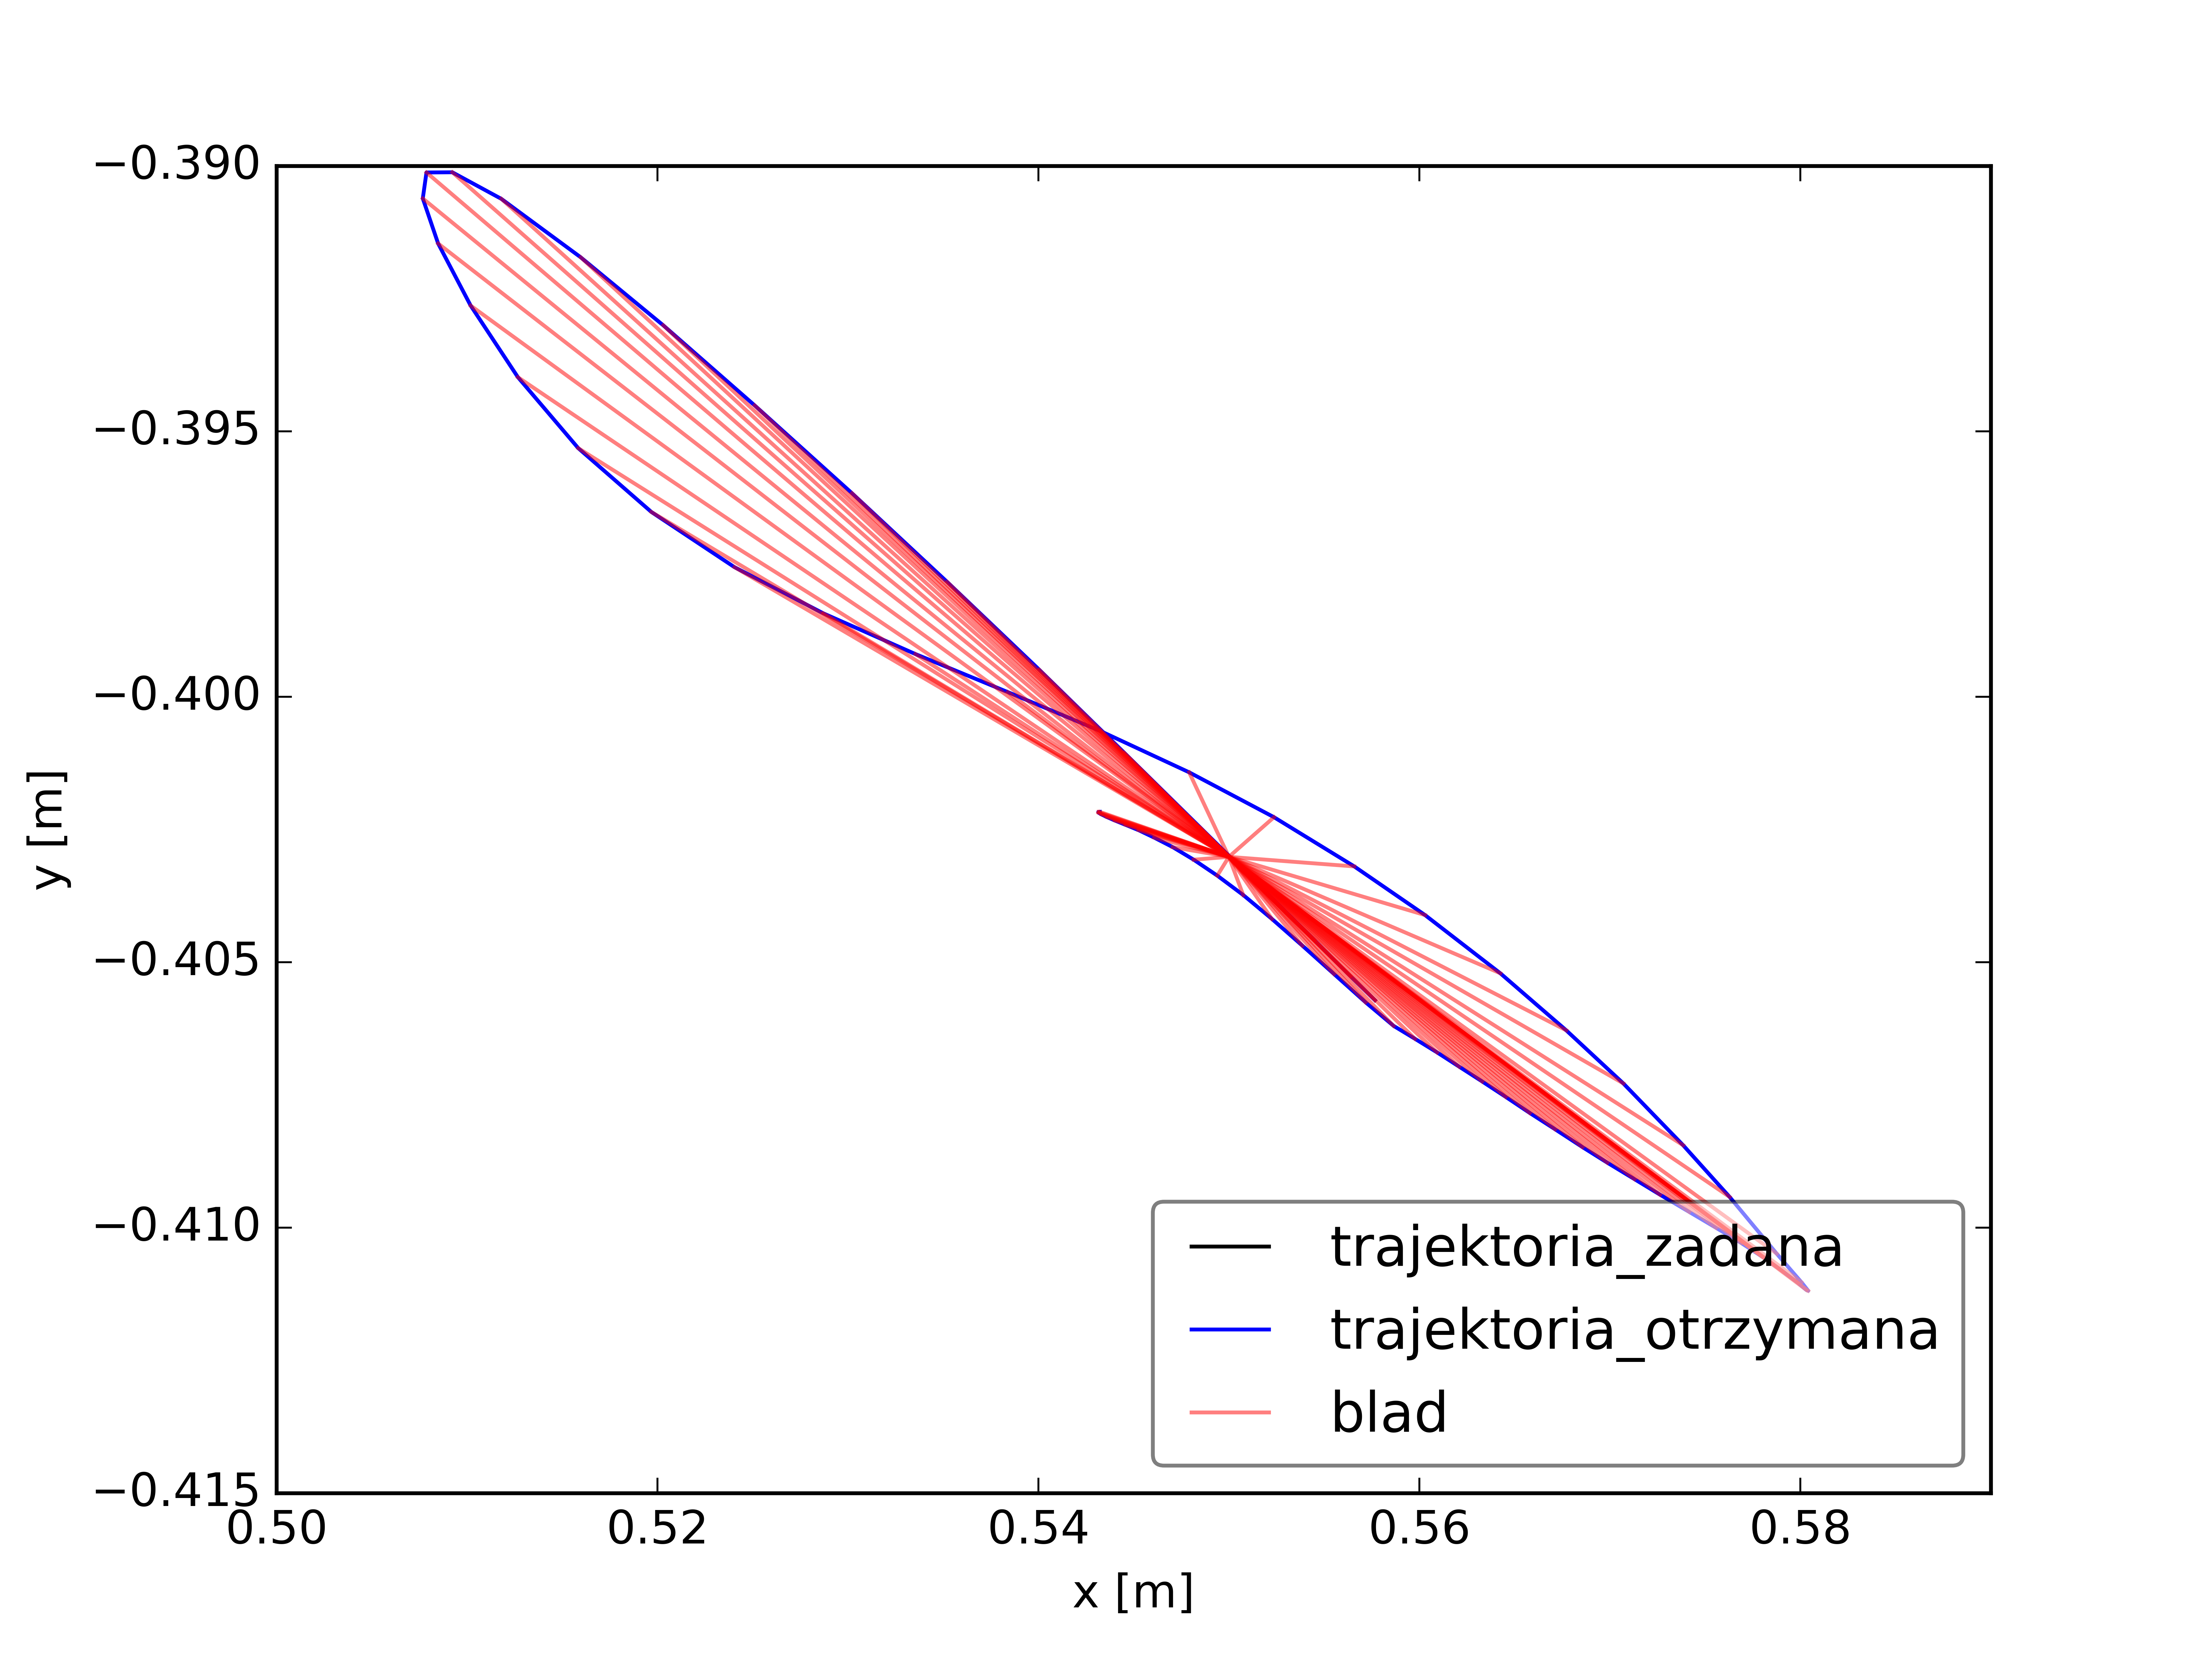 −0.390
−0.395
−0.400
−0.405
−0.410
−0.415
y [m]
0.50 0.52 0.54 0.56 0.58
x [m]
trajektoria_zadana
trajektoria_otrzymana
blad